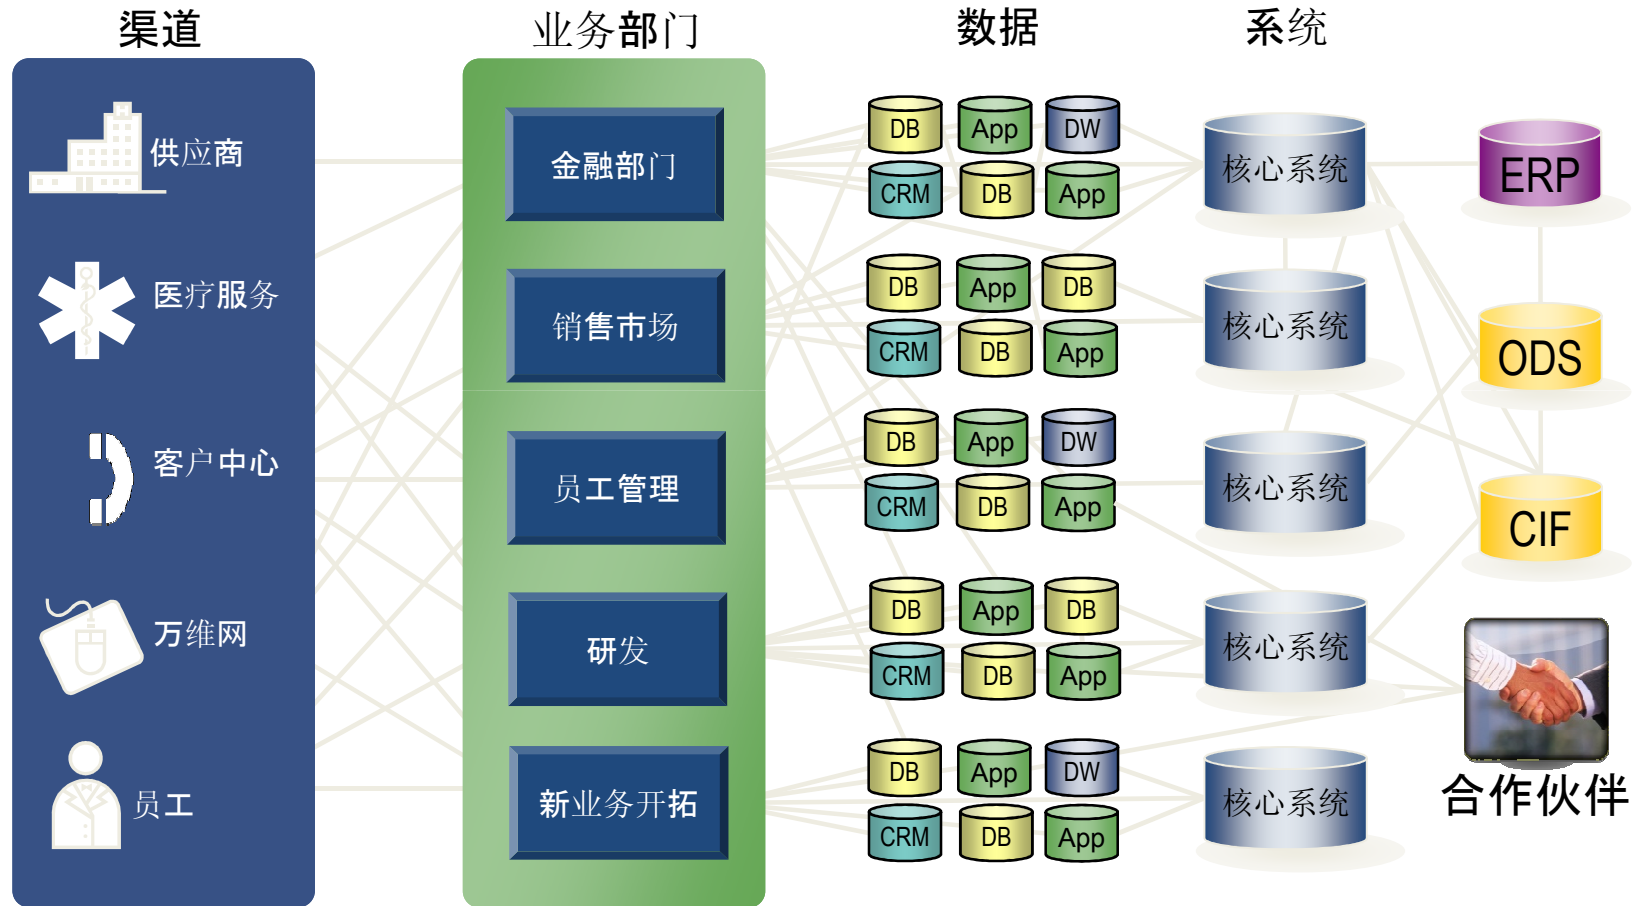 渠道
业务部门
数据
系统
供应商
医疗服务
客户中心
万维网
员工
金融部门
销售市场
员工管理
研发
新业务开拓
DB App DW
CRM DB App
DB App DB
CRM DB App
DB App DW
CRM DB App
DB App DB
CRM DB App
DB App DW
CRM DB App
核心系统
核心系统
核心系统
核心系统
核心系统
ERP
ODS
CIF
合作伙伴